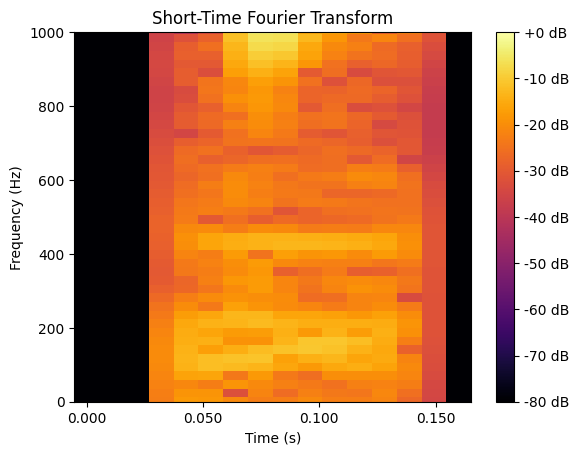 Short-Time Fourier Transform
Frequency (Hz)
1000
800
600
400
200
0
0.000
0.050
0.100
0.150
Time (s)
+0 dB
-10 dB
-20 dB
-30 dB
-40 dB
-50 dB
-60 dB
-70 dB
-80 dB